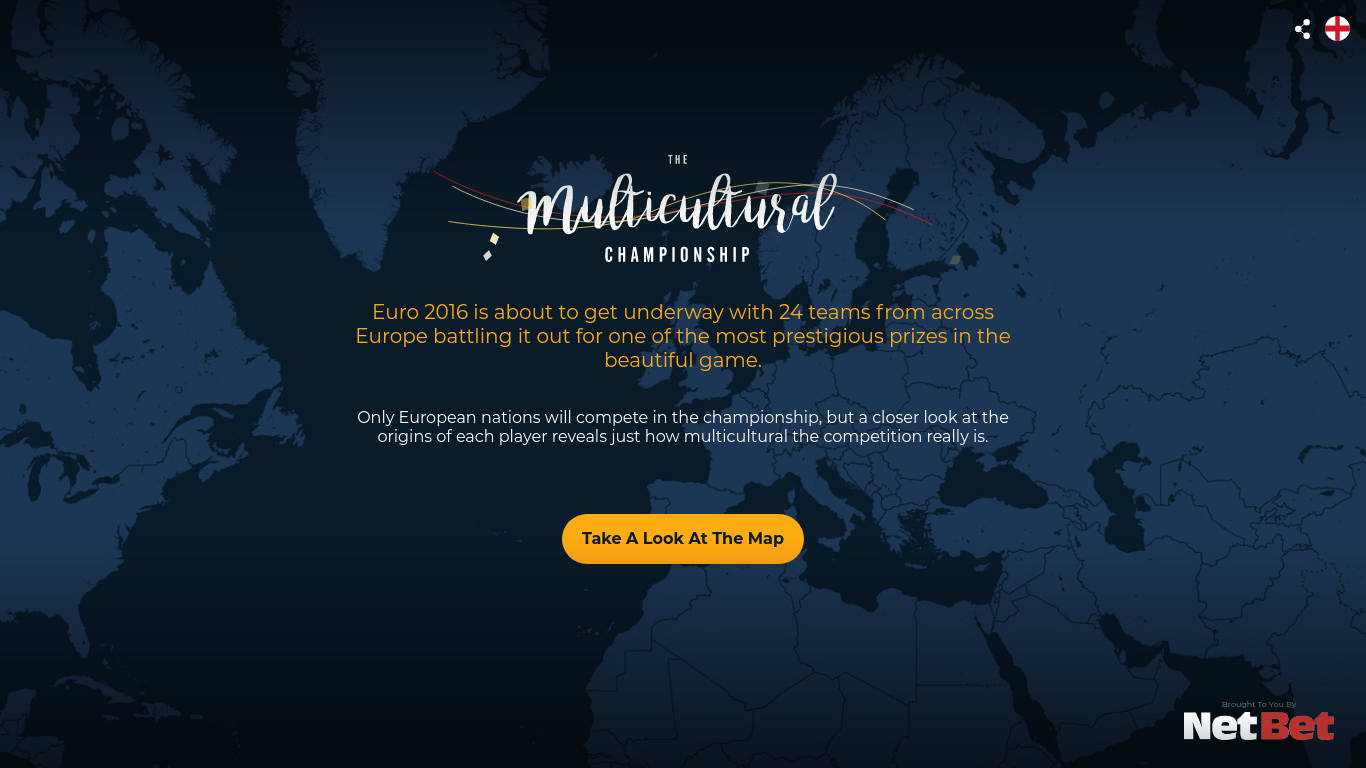 THE
Multicultural
CHAMPIONSHIP
Euro 2016 is about to get underway with 24 teams from across
Europe battling it out for one of the most prestigious prizes in the
beautiful game.
Only European nations will compete in the championship, but a closer look at the
origins of each player reveals just how multicultural the competition really is.
Take A Look At The Map
Brought To You By
NetBet